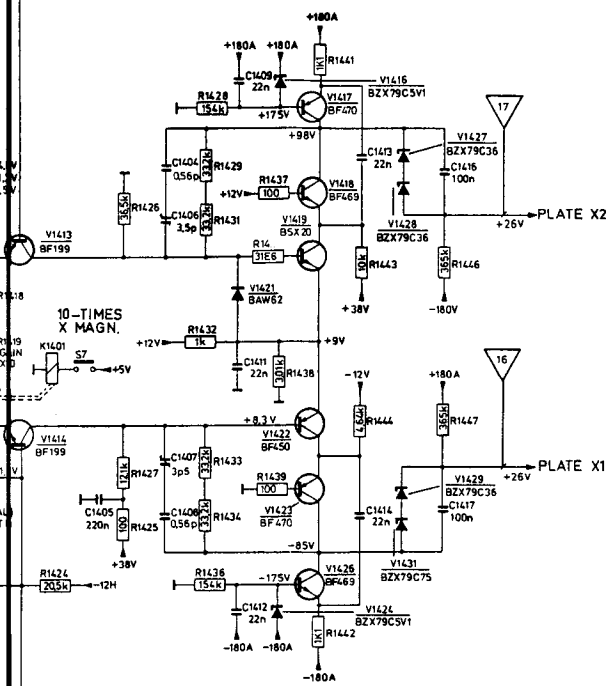 +180A
+180A +180A
R1441
1K1
C1409
22n
V1416
BZX79C5V1
R1428
154k
V1417
BF470
+175V
17
+98V
V1427
BZX79C36
C1404
0,56p
33,2k
R1429
R1437
100
+12V
V1418
BF469
C1413
22n
C1416
100n
36,5k
R1426
C1406
3,5p
33,2k
R1431
V1419
BSX20
V1428
BZX79C36
+26V
PLATE X2
V1413
BF199
R14
31E6
10k
R1443
365k
R1446
V1421
BAW62
+38V
-180V
R1418
10-TIMES
X MAGN.
K1401
S7
+5V
R1432
1k
+12V
+9V
16
C1411
22n
3,01k
R1438
-12V
+180A
+8,3V
4,64k
R1444
365k
R1447
V1422
BF450
V1414
BF199
12,1k
R1427
C1407
3p5
33,2k
R1433
R1439
100
V1429
BZX79C36
+26V
PLATE X1
C1405
220n
100
R1425
C1408
0,56p
33,2k
R1434
V1423
BF470
C1414
22n
C1417
100n
+38V
-85V
V1431
BZX79C75
R1424
20,5k
-12H
R1436
154k
-175V
V1426
BF469
C1412
22n
V1424
BZX79C5V1
1K1
R1442
-180A -180A
-180A